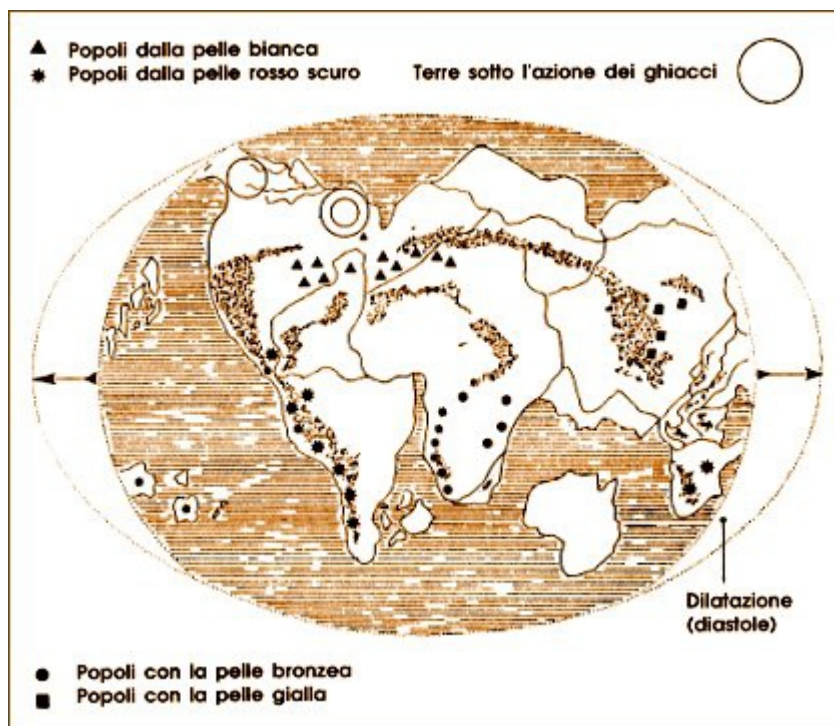 Popoli dalla pelle bianca
Popoli dalla pelle rosso scuro
Terre sotto l'azione dei ghiacci
Dilatazione
(diastole)
Popoli con la pelle bronzea
Popoli con la pelle gialla